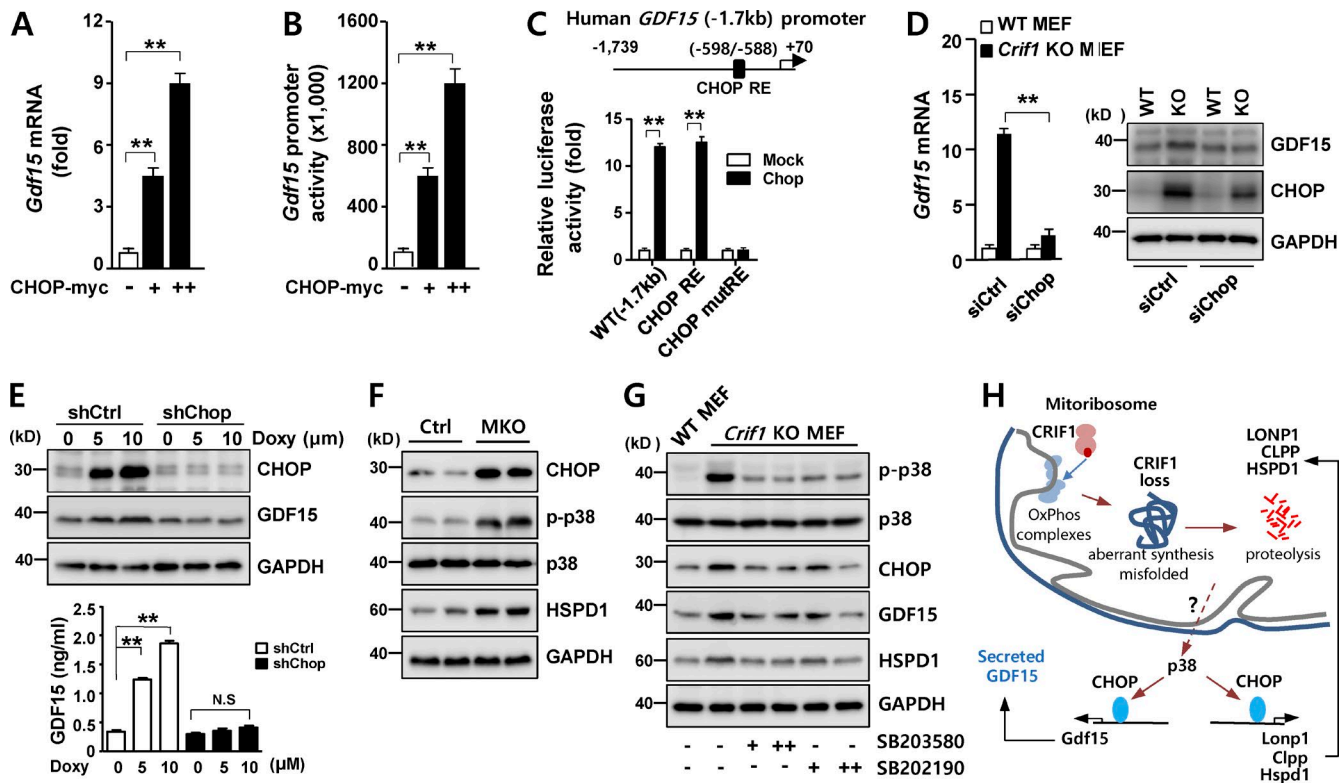 A
Gdf15 mRNA
(fold)
12
9
6
3
0
**
**
CHOP-myc - + ++
B
Gdf15 promoter
activity (x1,000)
1600
1200
800
400
0
**
**
CHOP-myc - + ++
C
Human GDF15 (-1.7kb) promoter
-1,739 (-598/-588) +70
CHOP RE
Relative luciferase
activity (fold)
15
10
5
0
** **
Mock
Chop
WT(-1.7kb)
CHOP RE
CHOP mutRE
D
WT MEF
Crif1 KO MEF
Gdf15 mRNA
20
15
10
5
0
**
siCtrl
siChop
WT KO WT KO
(kD)
40 GDF15
30 CHOP
40 GAPDH
siCtrl siChop
E
shCtrl shChop
(kD) 0 5 10 0 5 10 Doxy (μm)
30 CHOP
40 GDF15
40 GAPDH
GDF15 (ng/ml)
2.5
2.0
1.5
1.0
0.5
0
**
**
N.S
shCtrl
shChop
Doxy 0 5 10 0 5 10 (μM)
F
Ctrl MKO
(kD)
30 CHOP
40 p-p38
40 p38
60 HSPD1
40 GAPDH
G
WT MEF
Crif1 KO MEF
(kD)
40 p-p38
40 p38
30 CHOP
40 GDF15
60 HSPD1
40 GAPDH
- - + ++ - - SB203580
- - - - + ++ SB202190
H
Mitoribosome
CRIF1
OxPhos
complexes
CRIF1
loss
aberrant synthesis
misfolded
LONP1
CLPP
HSPD1
proteolysis
?
p38
Secreted
GDF15
CHOP CHOP
Gdf15
Lonp1
Clpp
Hspd1